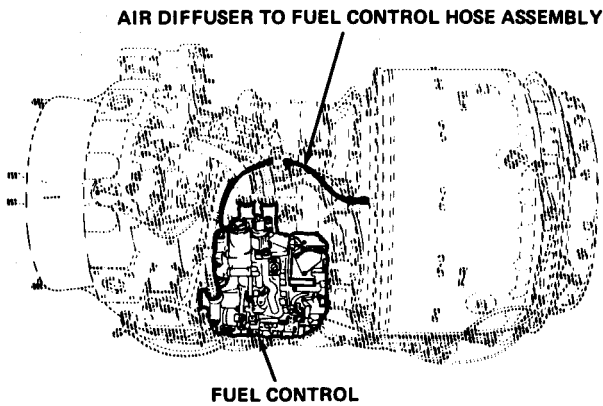 AIR DIFFUSER TO FUEL CONTROL HOSE ASSEMBLY
FUEL CONTROL